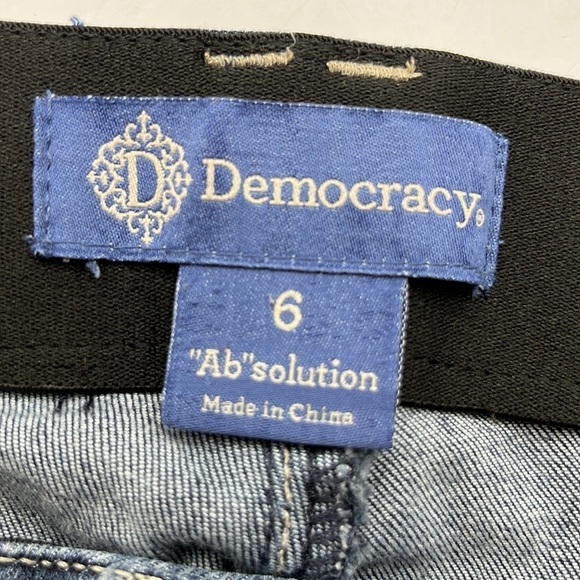 D Democracy®
6
"Ab"solution
Made in China